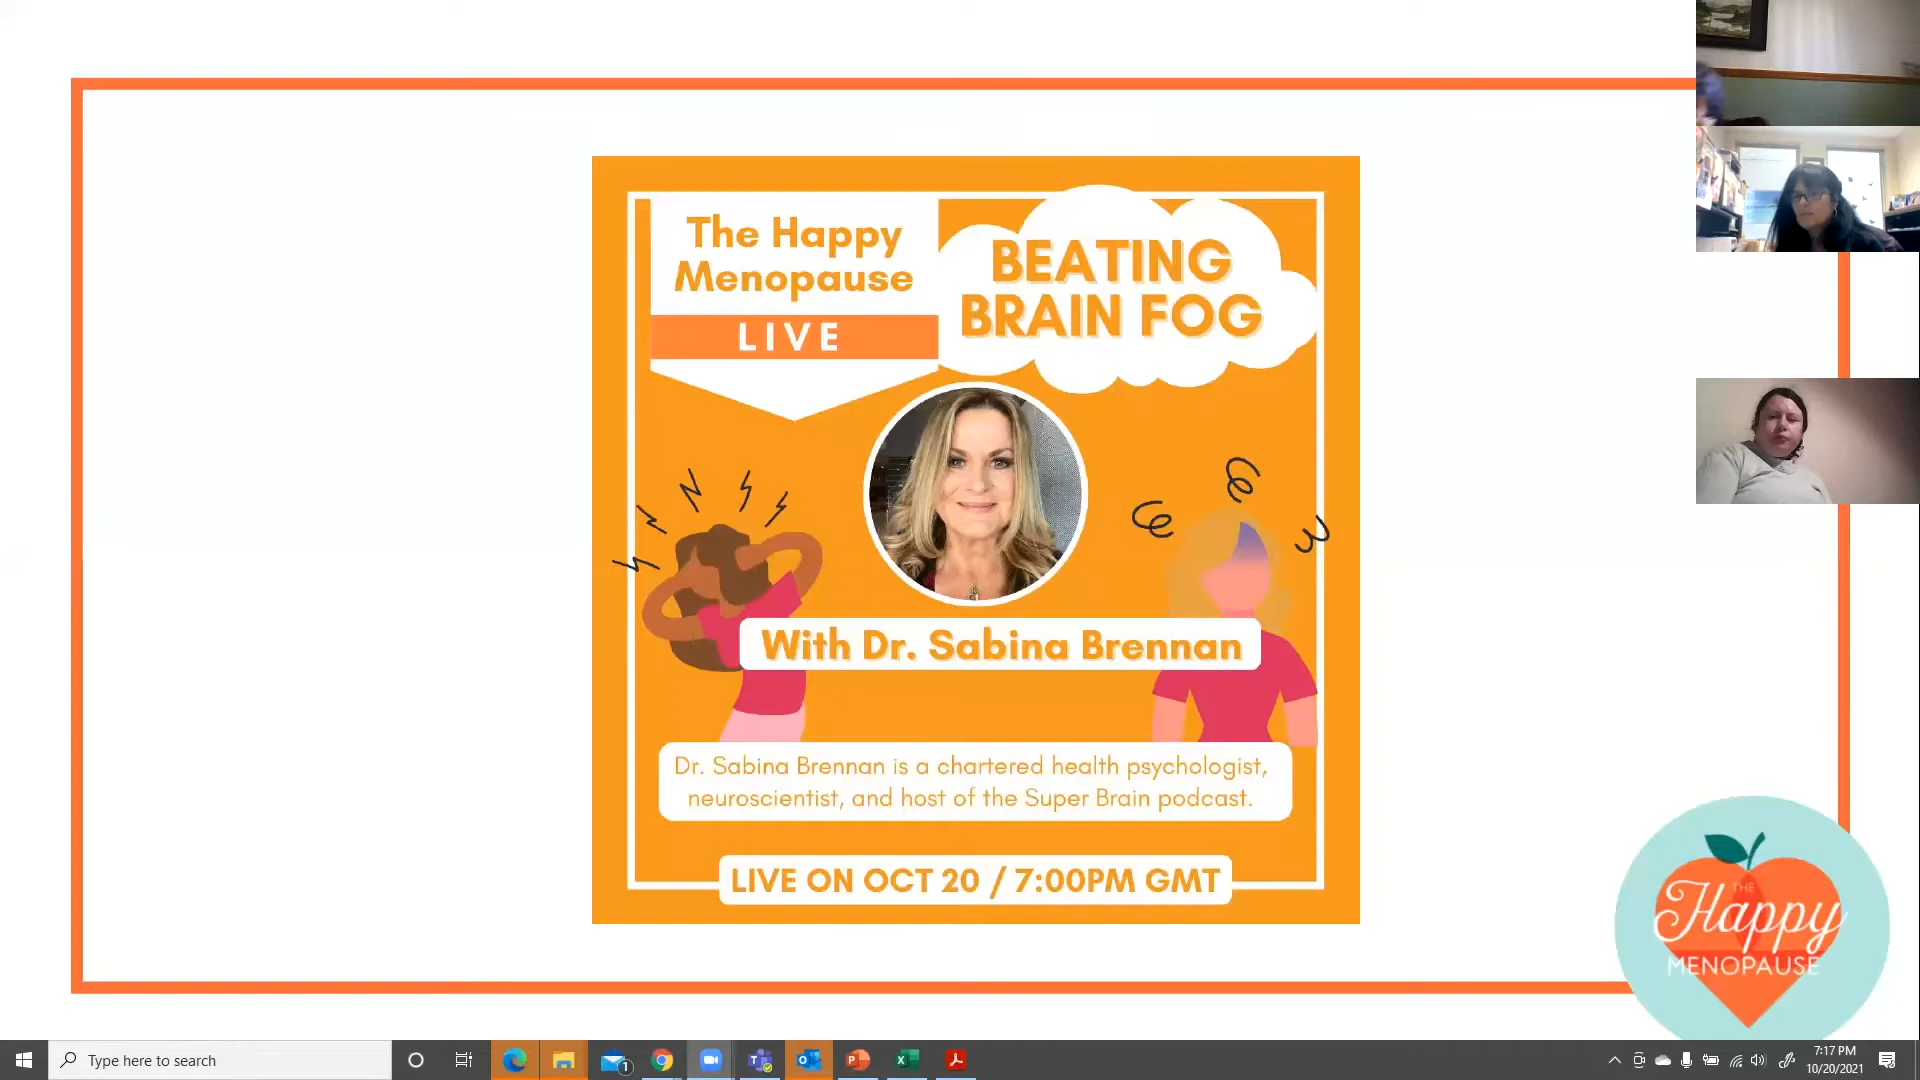 The Happy
Menopause
LIVE
BEATING
BRAIN FOG
With Dr. Sabina Brennan
Dr. Sabina Brennan is a chartered health psychologist,
neuroscientist, and host of the Super Brain podcast.
LIVE ON OCT 20 / 7:00PM GMT
THE
Happy
MENOPAUSE
Type here to search
1
7:17 PM
10/20/2021